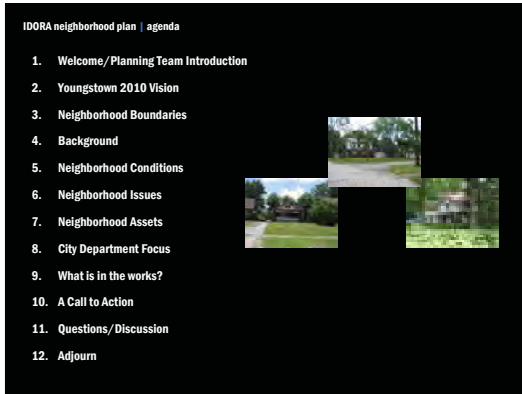 IDORA neighborhood plan | agenda
1. Welcome/Planning Team Introduction
2. Youngstown 2010 Vision
3. Neighborhood Boundaries
4. Background
5. Neighborhood Conditions
6. Neighborhood Issues
7. Neighborhood Assets
8. City Department Focus
9. What is in the works?
10. A Call to Action
11. Questions/Discussion
12. Adjourn